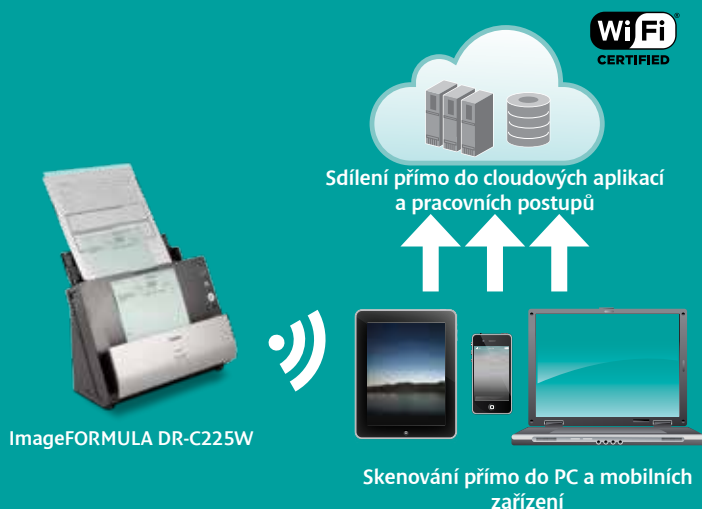 Wi Fi
CERTIFIED
Sdílení přímo do cloudových aplikací
a pracovních postupů
ImageFORMULA DR-C225W
Skenování přímo do PC a mobilních
zařízení